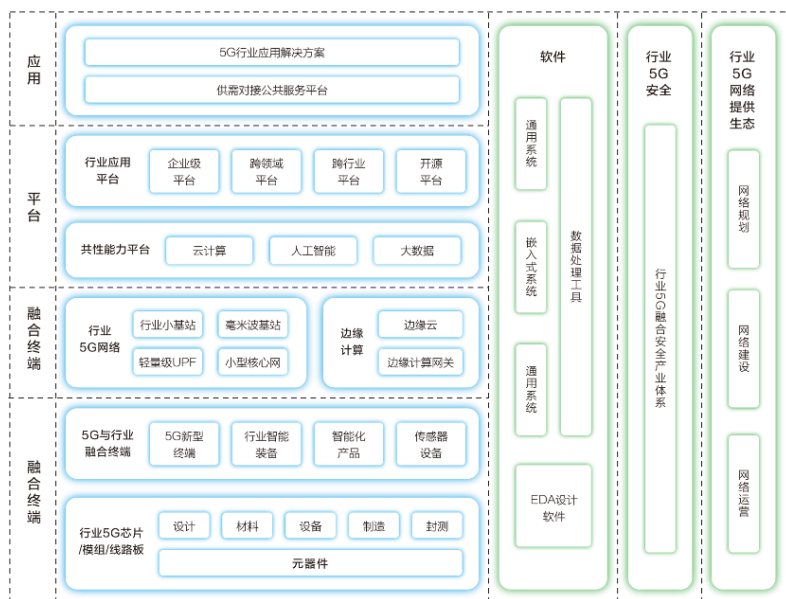 应
用
5G行业应用解决方案
供需对接公共服务平台
平
台
行业应用
平台
企业级
平台
跨领域
平台
跨行业
平台
开源
平台
共性能力平台
云计算
人工智能
大数据
融
合
终
端
行业
5G网络
行业小基站
毫米波基站
轻量级UPF
小型核心网
边缘
计算
边缘云
边缘计算网关
融
合
终
端
5G与行业
融合终端
5G新型
终端
行业智能
装备
智能化
产品
传感器
设备
行业5G芯片
/模组/线路板
设计
材料
设备
制造
封测
元器件
软件
通用系统
嵌入式系统
通用系统
数据处理工具
EDA设计
软件
行业
5G
安全
行业5G融合安全产业体系
行业
5G
网络
提供
生态
网络规划
网络建设
网络运营